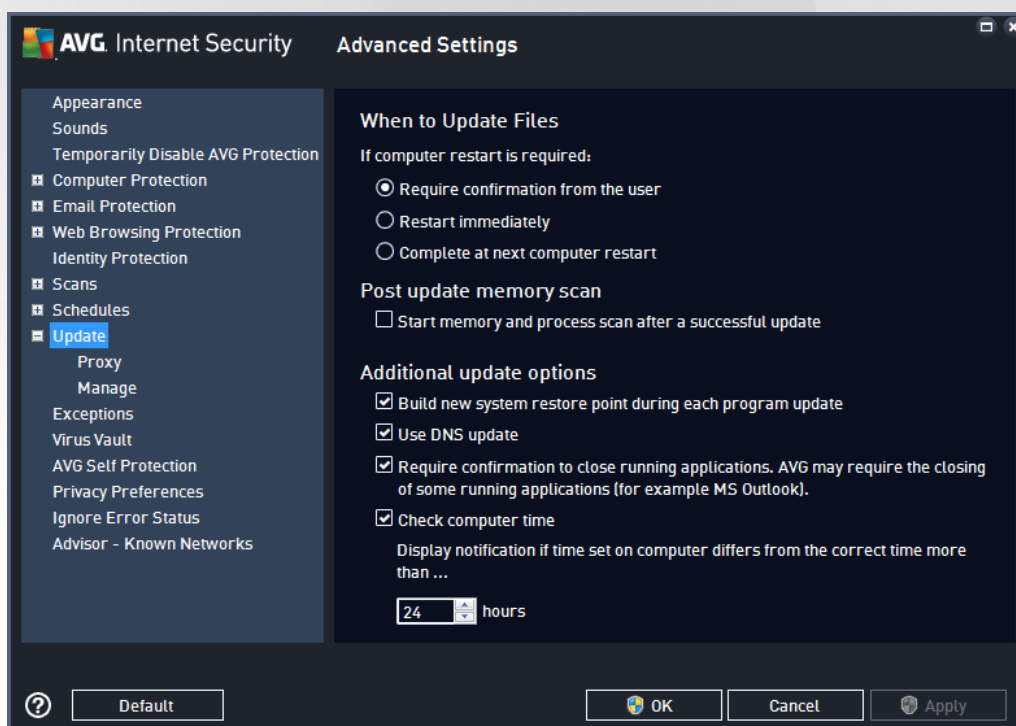 AVG. Internet Security
Advanced Settings
Appearance
Sounds
Temporarily Disable AVG Protection
Computer Protection
Email Protection
Web Browsing Protection
Identity Protection
Scans
Schedules
Update
Proxy
Manage
Exceptions
Virus Vault
AVG Self Protection
Privacy Preferences
Ignore Error Status
Advisor - Known Networks
When to Update Files
If computer restart is required:
Require confirmation from the user
Restart immediately
Complete at next computer restart
Post update memory scan
Start memory and process scan after a successful update
Additional update options
Build new system restore point during each program update
Use DNS update
Require confirmation to close running applications. AVG may require the closing
of some running applications (for example MS Outlook).
Check computer time
Display notification if time set on computer differs from the correct time more
than ...
24 hours
? Default
OK
Cancel
Apply